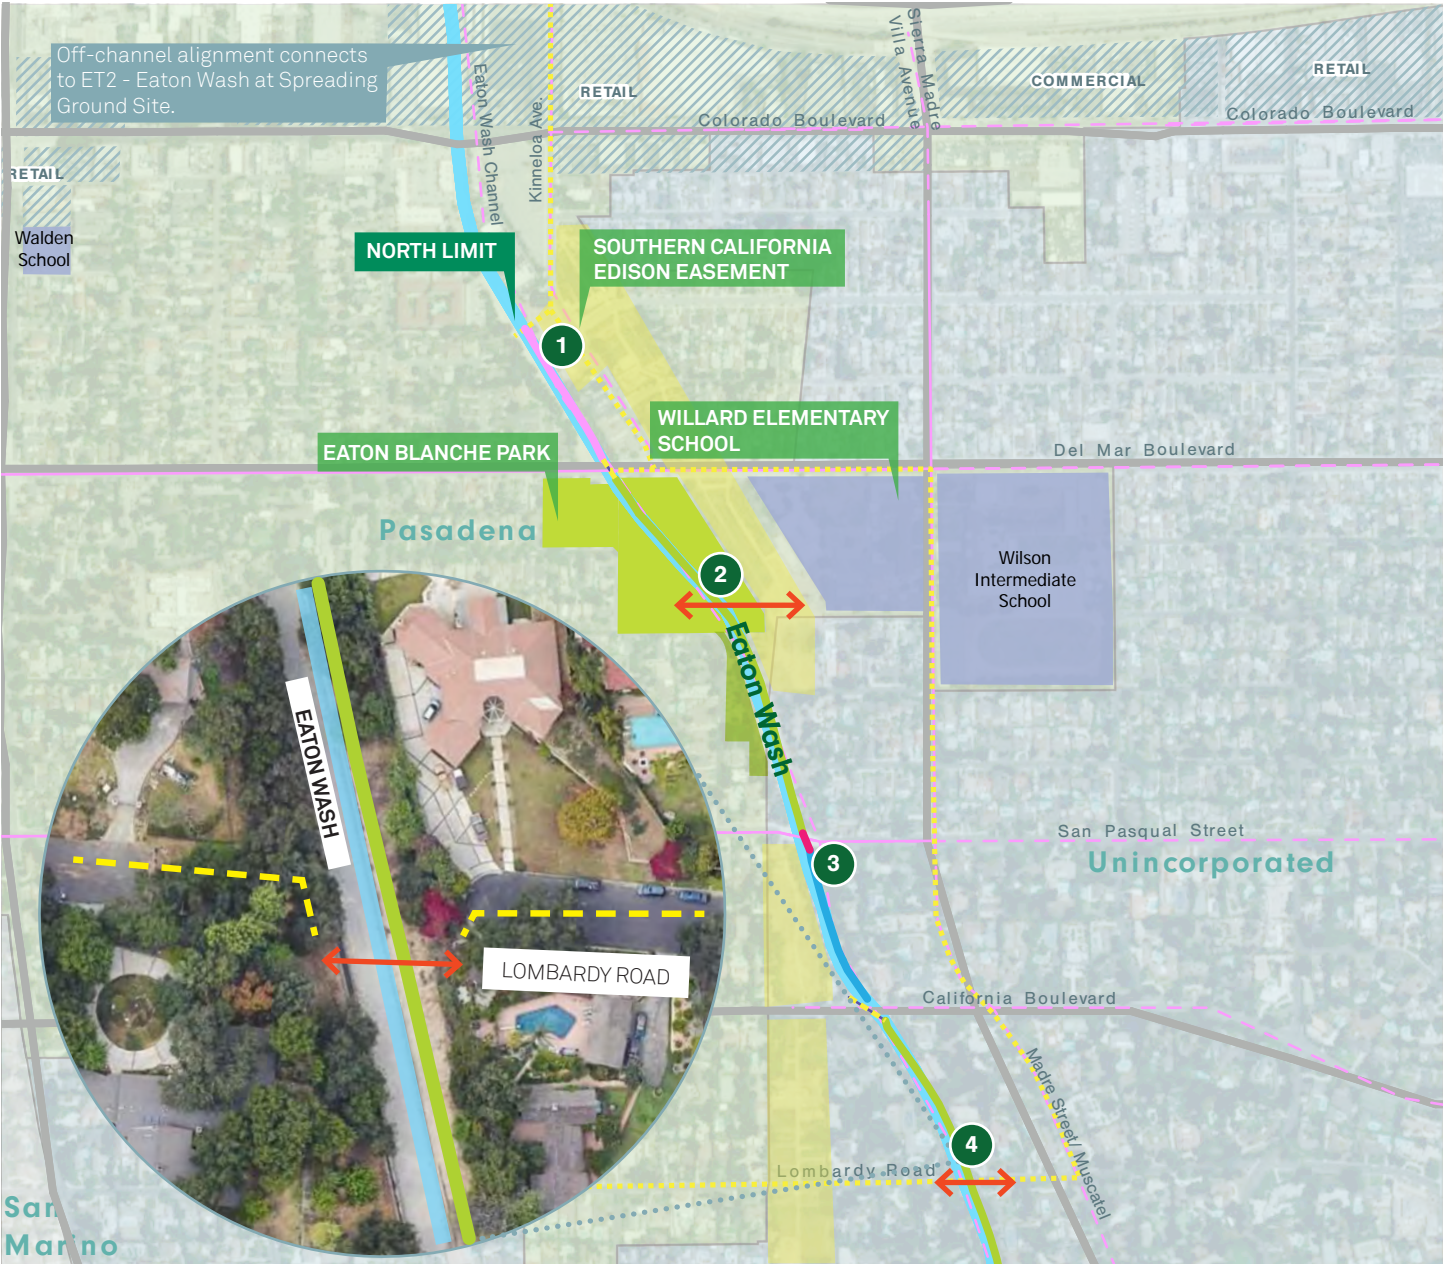 Off-channel alignment connects
to ET2 - Eaton Wash at Spreading
Ground Site.
Eaton Wash Channel
Kinneloa Ave.
RETAIL
Sierra Madre
Villa Avenue
COMMERCIAL
RETAIL
Colorado Boulevard
Colorado Boulevard
RETAIL
Walden
School
NORTH LIMIT
SOUTHERN CALIFORNIA
EDISON EASEMENT
1
WILLARD ELEMENTARY
SCHOOL
EATON BLANCHE PARK
Del Mar Boulevard
Pasadena
2
Wilson
Intermediate
School
Eaton Wash
EATON WASH
San Pasqual Street
Unincorporated
3
LOMBARDY ROAD
California Boulevard
Madre Street/ Muscatel
4
Lombardy Road
San
Marino